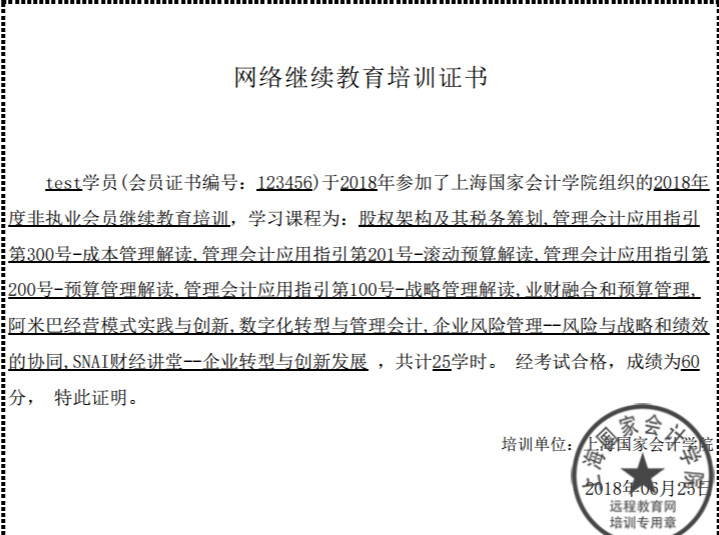 网络继续教育培训证书
test学员(会员证书编号：123456)于2018年参加了上海国家会计学院组织的2018年
度非执业会员继续教育培训，学习课程为：股权架构及其税务筹划,管理会计应用指引
第300号-成本管理解读,管理会计应用指引第201号-滚动预算解读,管理会计应用指引第
200号-预算管理解读,管理会计应用指引第100号-战略管理解读,业财融合和预算管理,
阿米巴经营模式实践与创新,数字化转型与管理会计,企业风险管理--风险与战略和绩效
的协同,SNAI财经讲堂--企业转型与创新发展 ，共计25学时。 经考试合格，成绩为60
分， 特此证明。
培训单位：上海国家会计学院
2018年06月25日
上海国家会计学院
远程教育网
培训专用章